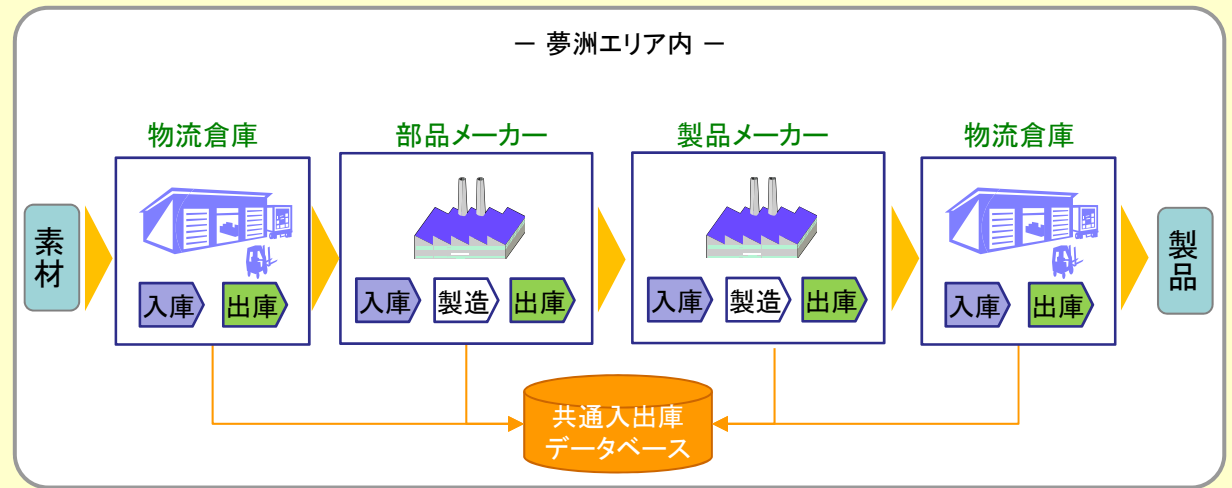 － 夢洲エリア内 －
物流倉庫
部品メーカー
製品メーカー
物流倉庫
素材
入庫
出庫
入庫
製造
出庫
入庫
製造
出庫
入庫
出庫
製品
共通入出庫
データベース